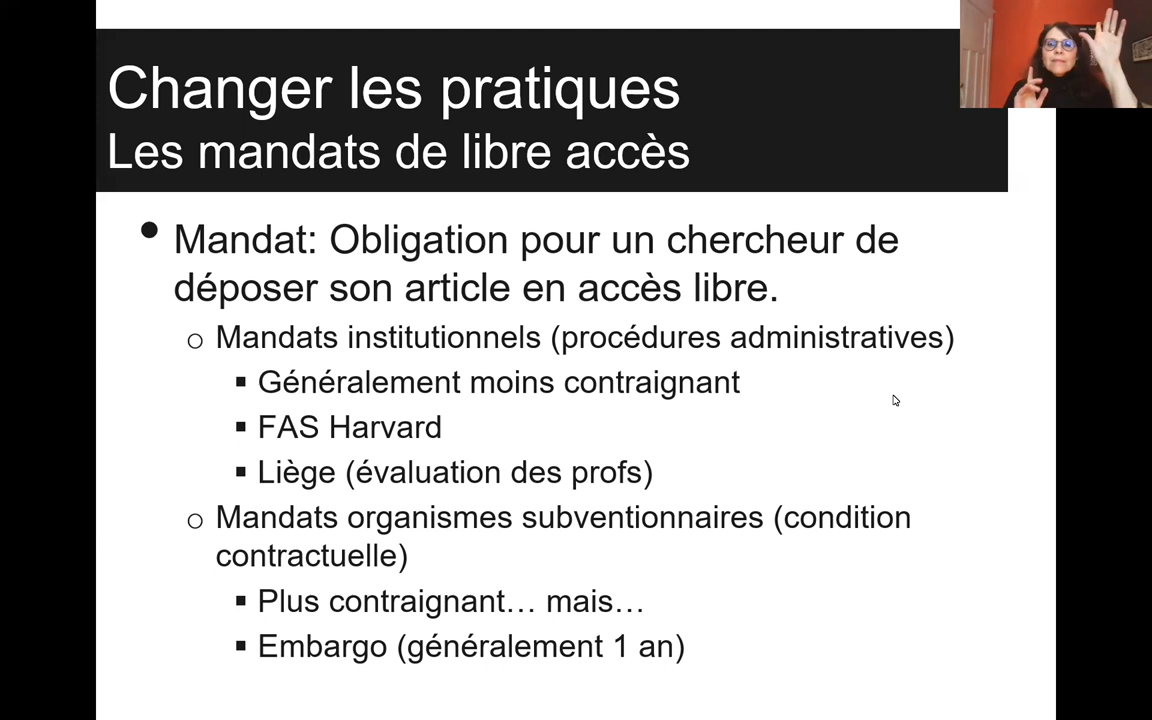 Changer les pratiques
Les mandats de libre accès
• Mandat: Obligation pour un chercheur de
déposer son article en accès libre.
o Mandats institutionnels (procédures administratives)
▪ Généralement moins contraignant
▪ FAS Harvard
▪ Liège (évaluation des profs)
o Mandats organismes subventionnaires (condition
contractuelle)
▪ Plus contraignant… mais…
▪ Embargo (généralement 1 an)